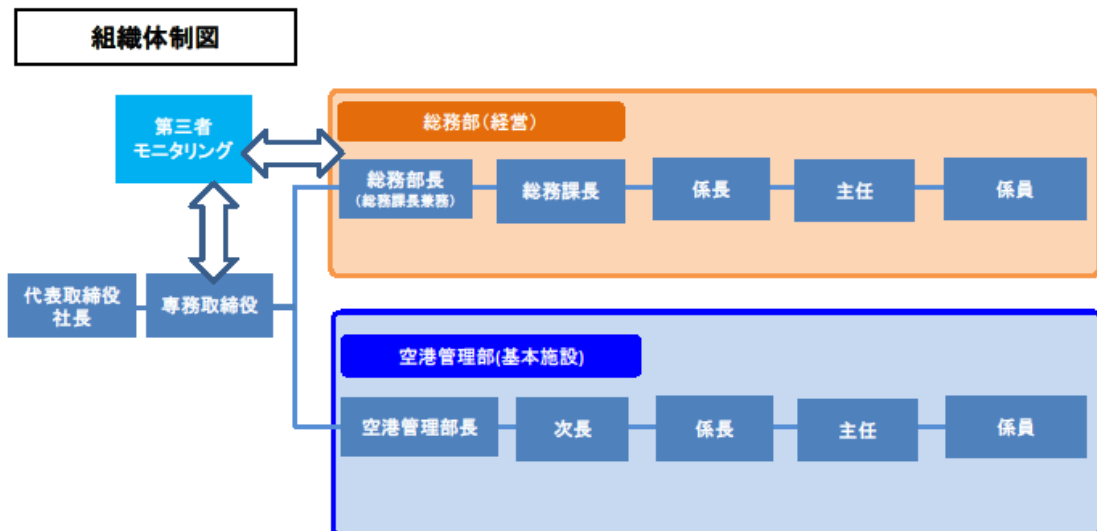 組織体制図
第三者
モニタリング
総務部(経営)
総務部長
(総務課長兼務)
総務課長
係長
主任
係員
代表取締役
社長
専務取締役
空港管理部(基本施設)
空港管理部長
次長
係長
主任
係員